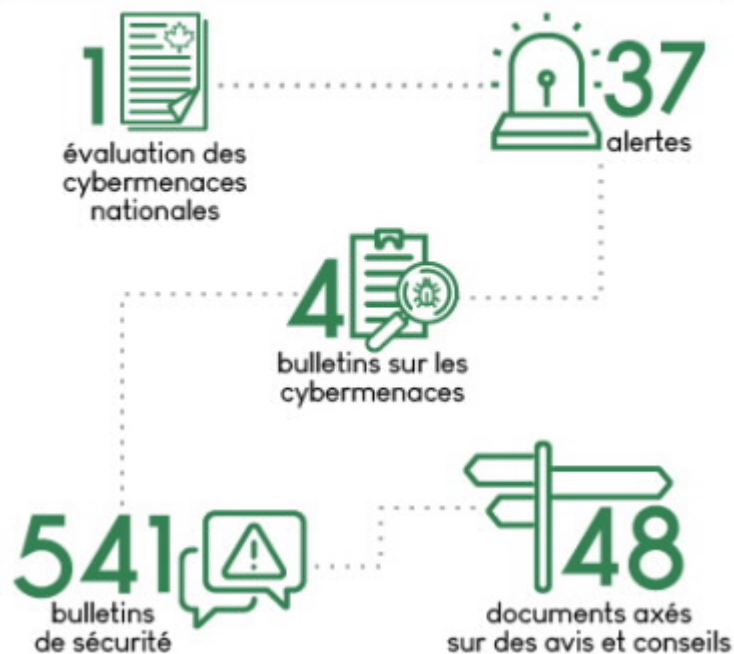 1
évaluation des
cybermenaces
nationales
37
alertes
4
bulletins sur les
cybermenaces
541
bulletins
de sécurité
48
documents axés
sur des avis et conseils